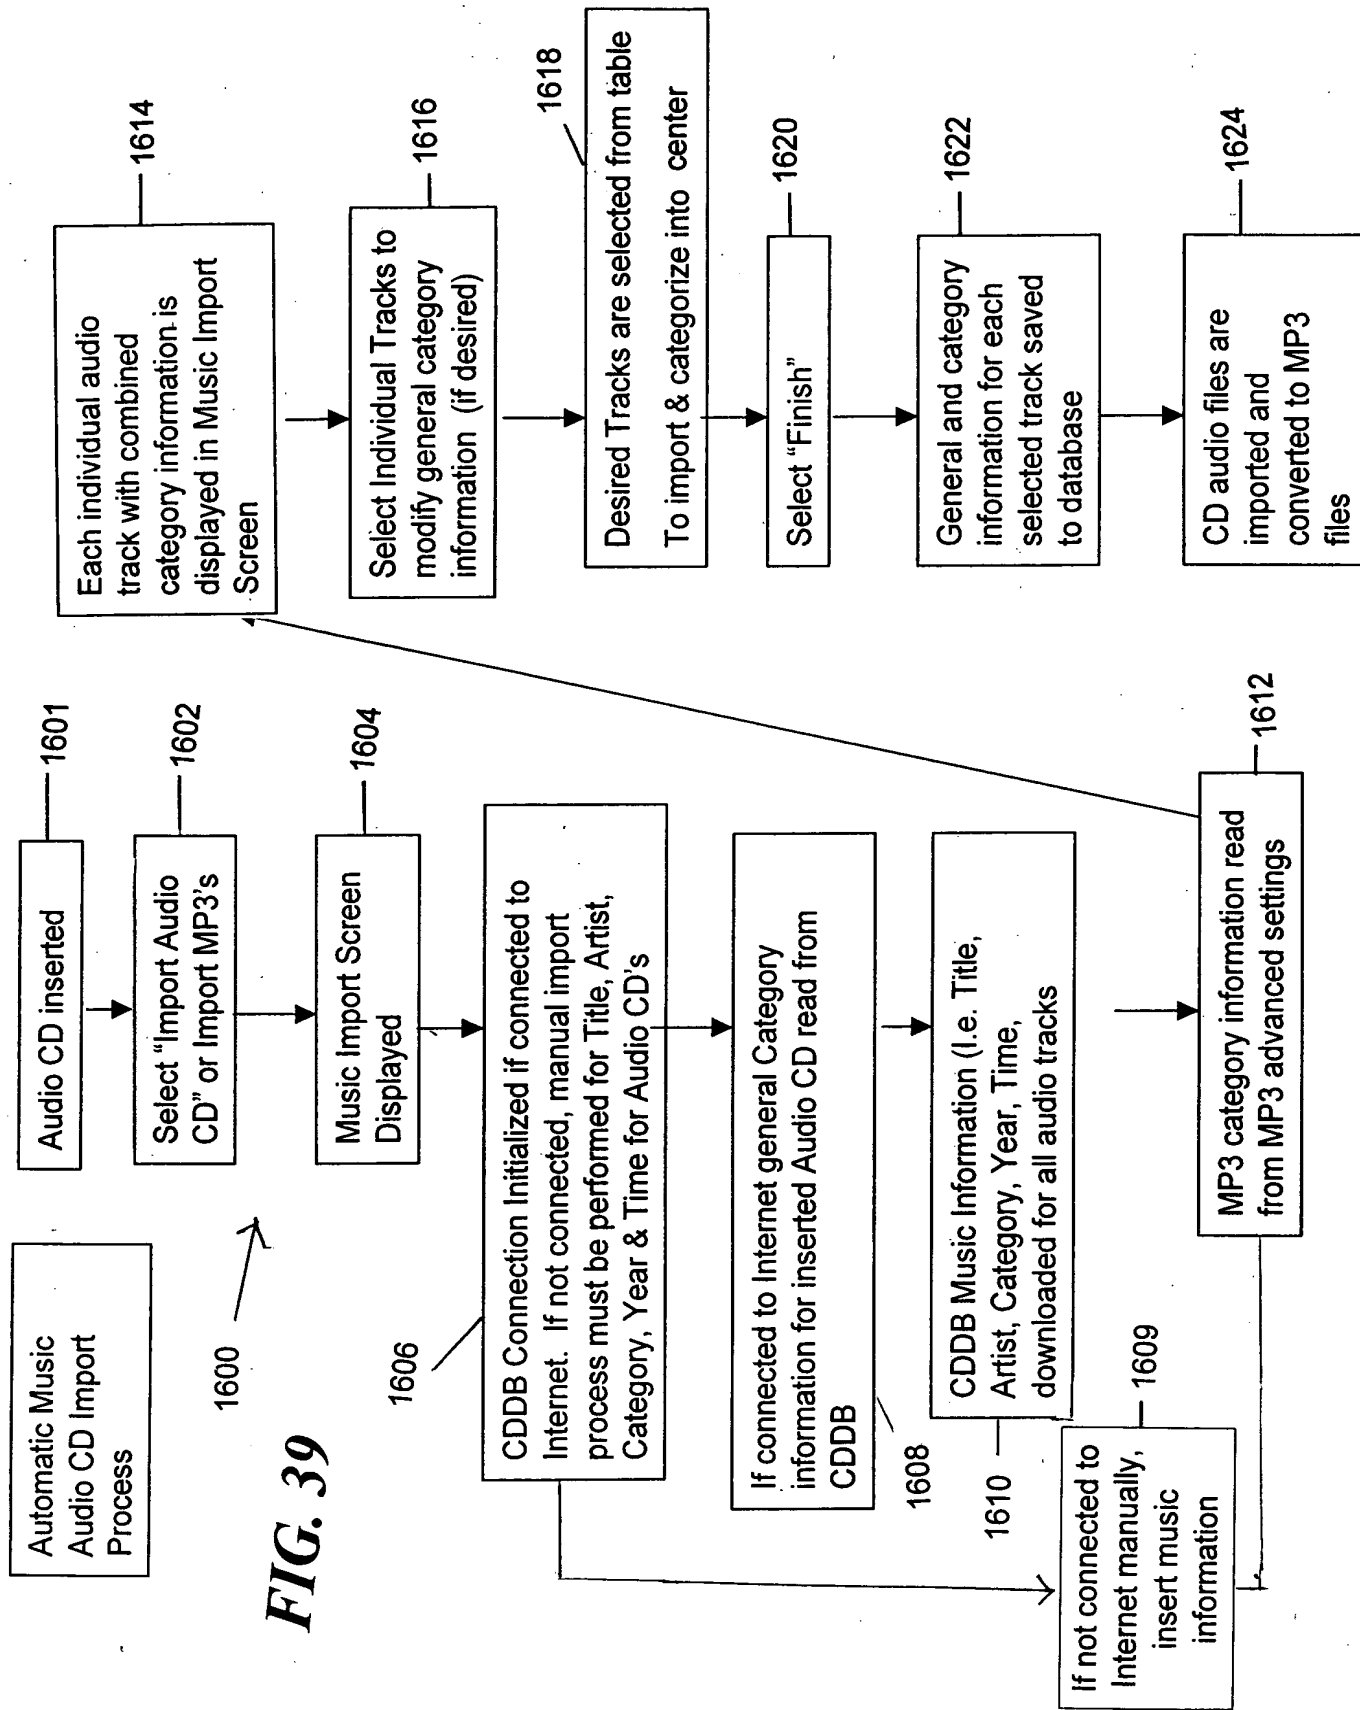 Automatic Music
Audio CD Import
Process
1600
FIG. 39
Audio CD inserted
1601
Select “Import Audio
CD” or Import MP3's
1602
Music Import Screen
Displayed
1604
1606
CDDB Connection Initialized if connected to
Internet. If not connected, manual import
process must be performed for Title, Artist,
Category, Year & Time for Audio CD's
If connected to Internet general Category
information for inserted Audio CD read from
CDDB
1608
CDDB Music Information (I.e. Title,
Artist, Category, Year, Time,
downloaded for all audio tracks
1610
If not connected to
Internet manually,
insert music
information
1609
MP3 category information read
from MP3 advanced settings
1612
Each individual audio
track with combined
category information is
displayed in Music Import
Screen
1614
Select Individual Tracks to
modify general category
information (if desired)
1616
Desired Tracks are selected from table
To import & categorize into center
1618
Select “Finish”
1620
General and category
information for each
selected track saved
to database
1622
CD audio files are
imported and
converted to MP3
files
1624